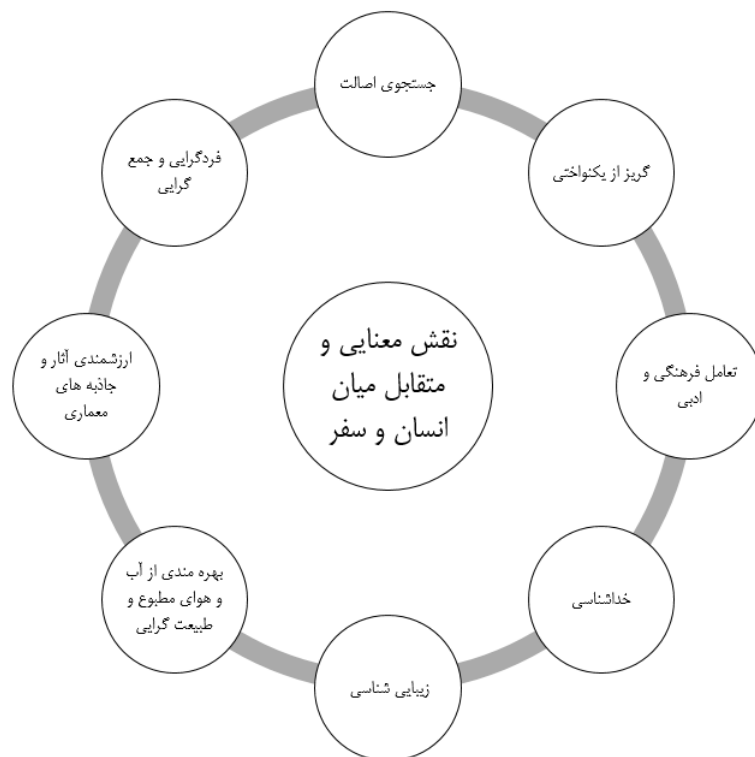 جستجوی اصالت
گریز از یکنواختی
تعامل فرهنگی و
ادبی
خداشناسی
زیبایی شناسی
بهره مندی از آب
و هوای مطبوع و
طبیعت گرایی
ارزشمندی آثار و
جاذبه های
معماری
فردگرایی و جمع
گرایی
نقش معنایی و
متقابل میان
انسان و سفر